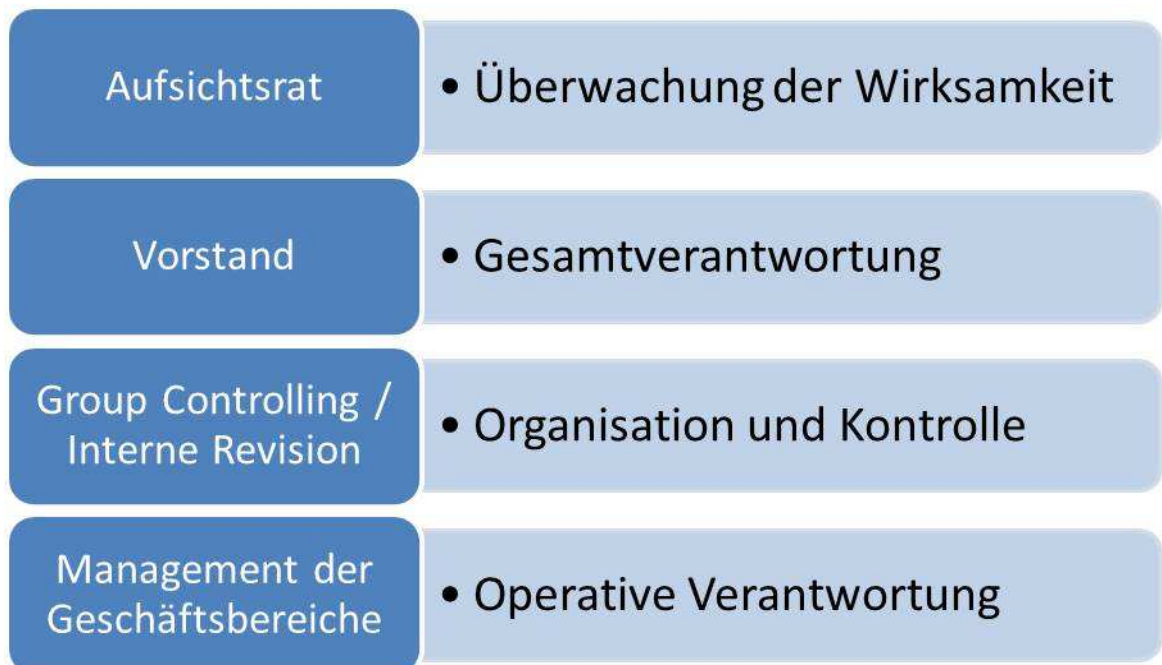 Aufsichtsrat
• Überwachung der Wirksamkeit
Vorstand
• Gesamtverantwortung
Group Controlling /
Interne Revision
• Organisation und Kontrolle
Management der
Geschäftsbereiche
• Operative Verantwortung